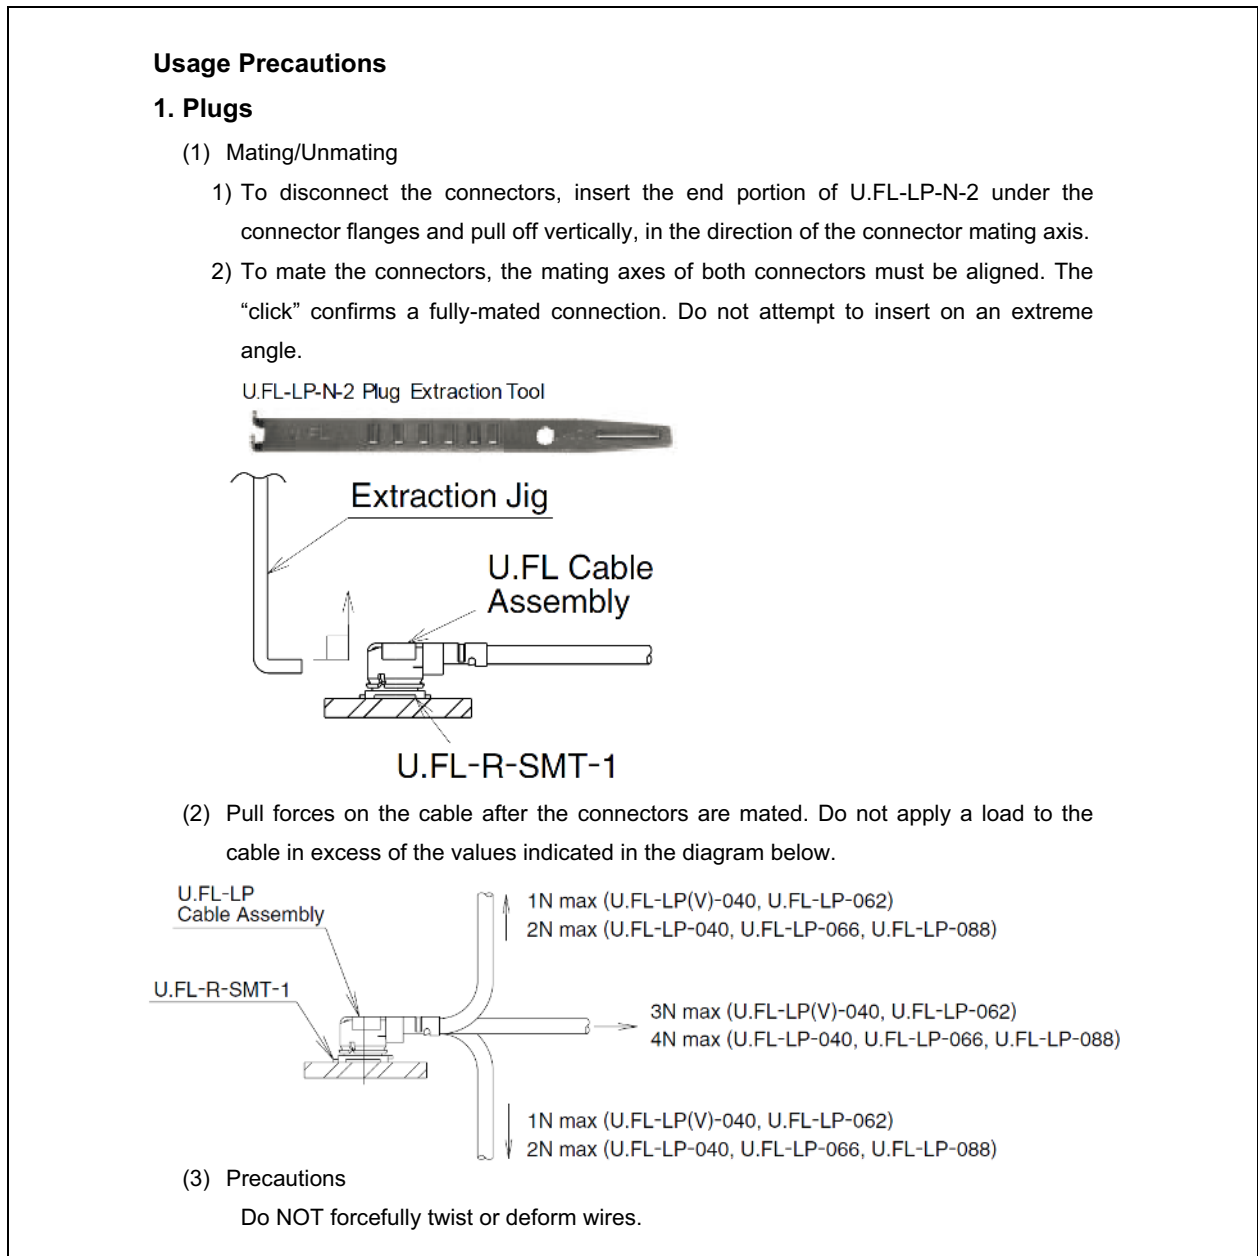 Usage Precautions
1. Plugs
(1) Mating/Unmating
1) To disconnect the connectors, insert the end portion of U.FL-LP-N-2 under the
connector flanges and pull off vertically, in the direction of the connector mating axis.
2) To mate the connectors, the mating axes of both connectors must be aligned. The
“click” confirms a fully-mated connection. Do not attempt to insert on an extreme
angle.
U.FL-LP-N-2 Plug Extraction Tool
U.FL
Extraction Jig
U.FL Cable
Assembly
U.FL-R-SMT-1
(2) Pull forces on the cable after the connectors are mated. Do not apply a load to the
cable in excess of the values indicated in the diagram below.
U.FL-LP
Cable Assembly
1N max (U.FL-LP(V)-040, U.FL-LP-062)
2N max (U.FL-LP-040, U.FL-LP-066, U.FL-LP-088)
U.FL-R-SMT-1
3N max (U.FL-LP(V)-040, U.FL-LP-062)
4N max (U.FL-LP-040, U.FL-LP-066, U.FL-LP-088)
1N max (U.FL-LP(V)-040, U.FL-LP-062)
2N max (U.FL-LP-040, U.FL-LP-066, U.FL-LP-088)
(3) Precautions
Do NOT forcefully twist or deform wires.